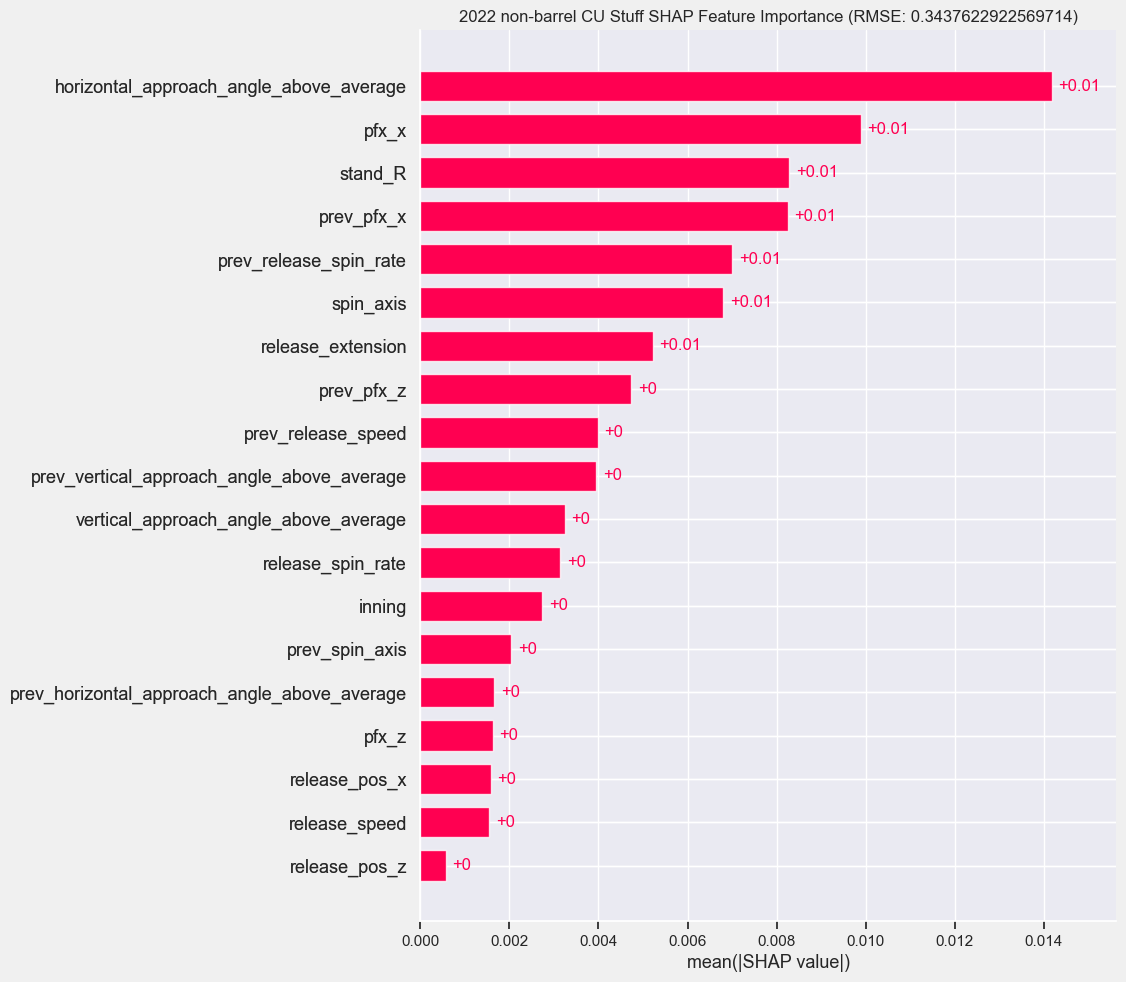 2022 non-barrel CU Stuff SHAP Feature Importance (RMSE: 0.3437622922569714)
horizontal_approach_angle_above_average +0.01
pfx_x +0.01
stand_R +0.01
prev_pfx_x +0.01
prev_release_spin_rate +0.01
spin_axis +0.01
release_extension +0.01
prev_pfx_z +0
prev_release_speed +0
prev_vertical_approach_angle_above_average +0
vertical_approach_angle_above_average +0
release_spin_rate +0
inning +0
prev_spin_axis +0
prev_horizontal_approach_angle_above_average +0
pfx_z +0
release_pos_x +0
release_speed +0
release_pos_z +0
0.000 0.002 0.004 0.006 0.008 0.010 0.012 0.014
mean(|SHAP value|)